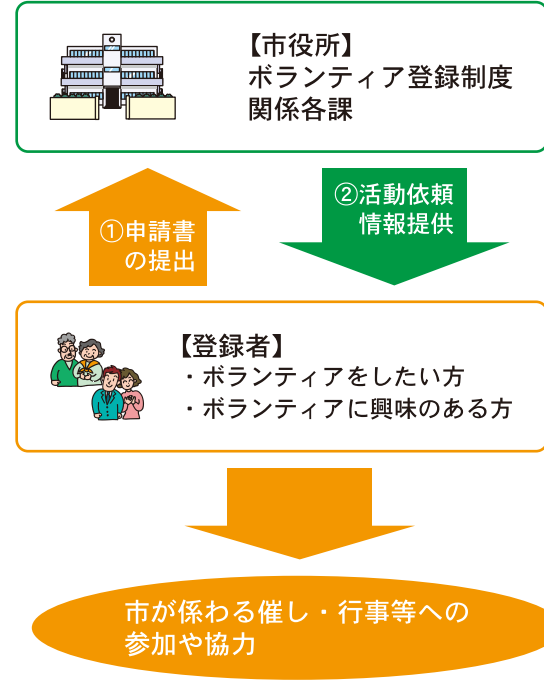 【市役所】
ボランティア登録制度
関係各課
①申請書
の提出
②活動依頼
情報提供
【登録者】
・ボランティアをしたい方
・ボランティアに興味のある方
市が係わる催し・行事等への
参加や協力